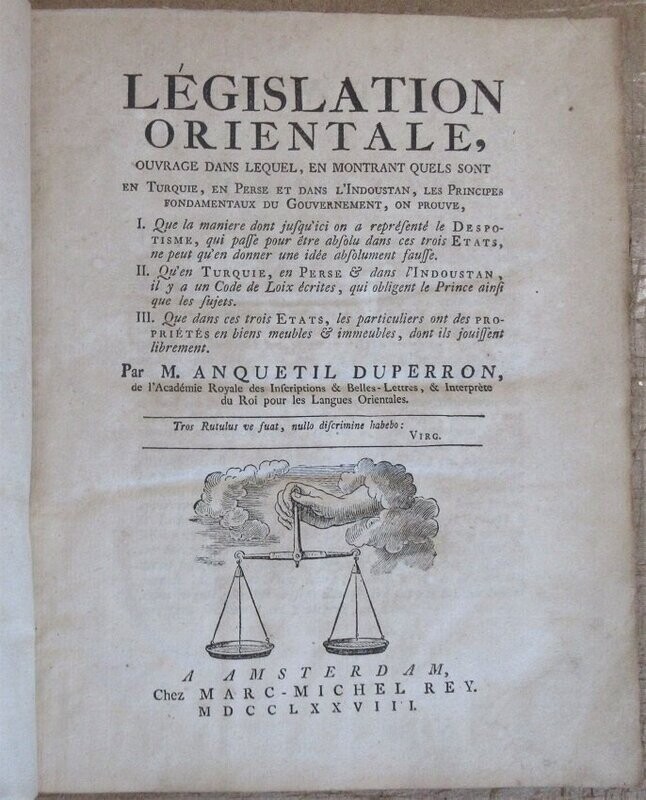 LÉGISLATION
ORIENTALE,
OUVRAGE DANS LEQUEL, EN MONTRANT QUELS SONT
EN TURQUIE, EN PERSE ET DANS L'INDOUSTAN, LES PRINCIPES
FONDAMENTAUX DU GOUVERNEMENT, ON PROUVE,
I. Que la maniere dont juſqu'ici on a repréſenté le DESPO-
TISME, qui paſſe pour être abſolu dans ces trois ETATS,
ne peut qu'en donner une idée abſolument fauſſe.
II. Qu'en TURQUIE, en PERSE & dans l'INDOUSTAN,
il y a un Code de Loix écrites, qui obligent le Prince ainſi
que les ſujets.
III. Que dans ces trois ETATS, les particuliers ont des PRO-
PRIÉTÉS en biens meubles & immeubles, dont ils jouiſſent
librement.
Par M. ANQUETIL DUPERRON,
de l'Académie Royale des Inſcriptions & Belles-Lettres, & Interprète
du Roi pour les Langues Orientales.
Tros Rutulus ve fuat, nullo diſcrimine habebo:
VIRG.
A AMSTERDAM,
Chez MARC-MICHEL REY.
MDCCLXXVIII.